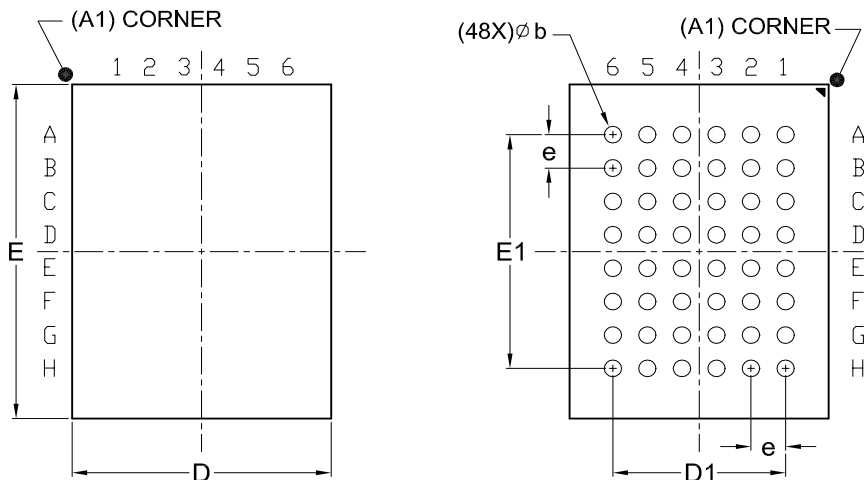 (A1) CORNER
1 2 3 4 5 6
A
B
C
D
E
F
G
H
E
D
(48X)⌀ b
(A1) CORNER
6 5 4 3 2 1
e
E1
A
B
C
D
E
F
G
H
e
D1